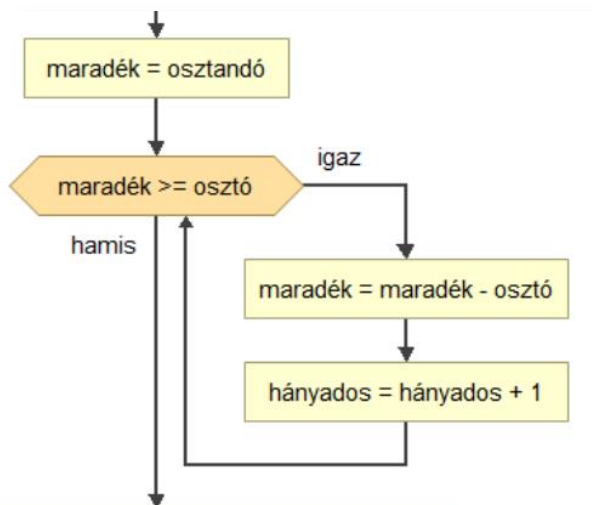 maradék = osztandó
igaz
maradék >= osztó
hamis
maradék = maradék - osztó
hányados = hányados + 1